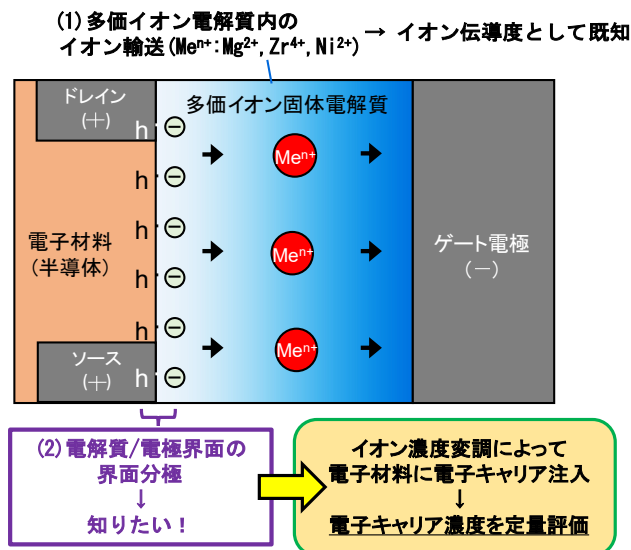 (1)多価イオン電解質内の
イオン輸送(Meⁿ⁺:Mg²⁺,Zr⁴⁺,Ni²⁺) → イオン伝導度として既知
ドレイン
(＋)
多価イオン固体電解質
h ⊖
Meⁿ⁺
h ⊖
h ⊖
電子材料
(半導体)
Meⁿ⁺
ゲート電極
(－)
h ⊖
h ⊖
ソース
(＋)
Meⁿ⁺
h ⊖
(2)電解質/電極界面の
界面分極
↓
知りたい！
イオン濃度変調によって
電子材料に電子キャリア注入
↓
電子キャリア濃度を定量評価